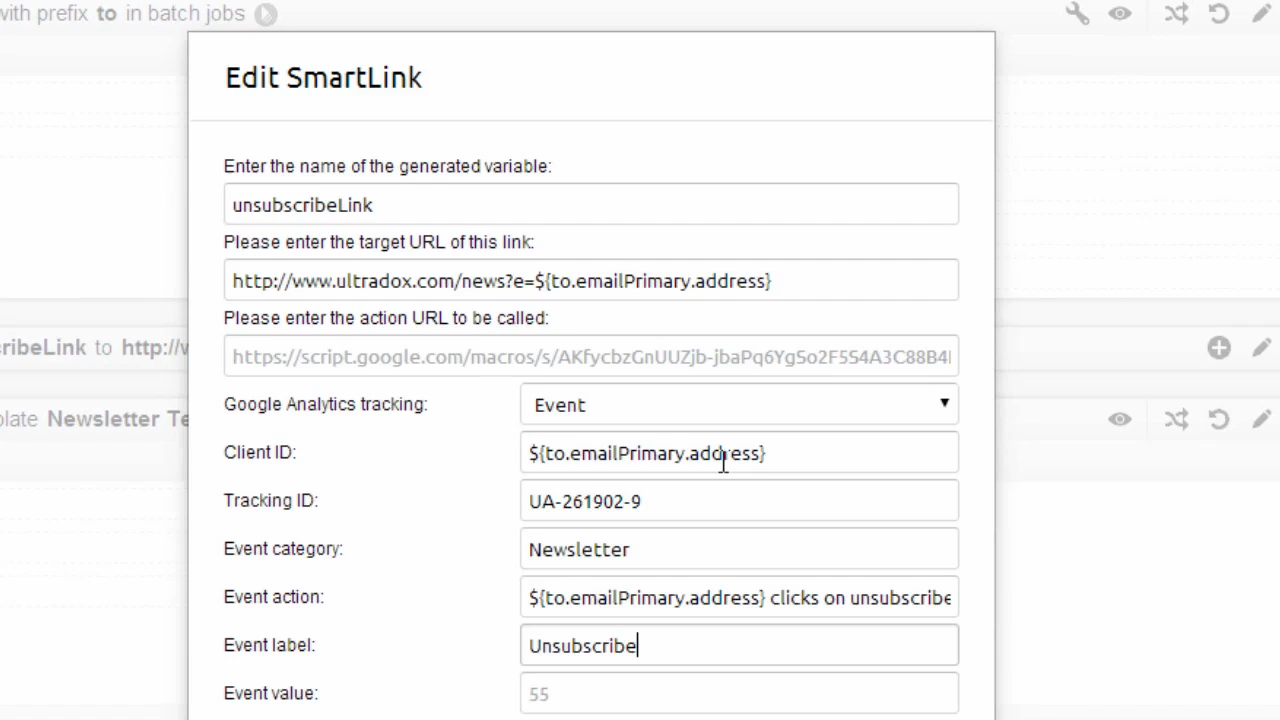 with prefix to in batch jobs
Edit SmartLink
Enter the name of the generated variable:
unsubscribeLink
Please enter the target URL of this link:
http://www.ultradox.com/news?e=${to.emailPrimary.address}
Please enter the action URL to be called:
https://script.google.com/macros/s/AKfycbzGnUUZjb-jbaPq6YgSo2F5S4A3C88B4
ribeLink to http://w
Google Analytics tracking:
Event
plate Newsletter Te
Client ID:
${to.emailPrimary.address}
Tracking ID:
UA-261902-9
Event category:
Newsletter
Event action:
${to.emailPrimary.address} clicks on unsubscribe
Event label:
Unsubscribe
Event value:
55